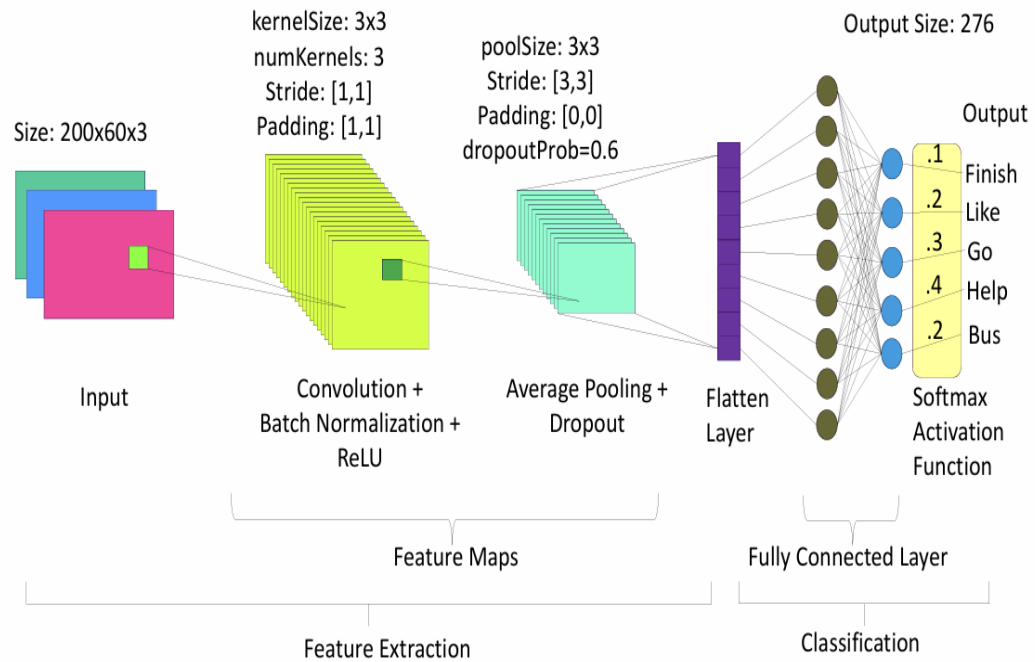 kernelSize: 3x3
numKernels: 3
Stride: [1,1]
Padding: [1,1]
poolSize: 3x3
Stride: [3,3]
Padding: [0,0]
dropoutProb=0.6
Output Size: 276
Size: 200x60x3
Output
.1
Finish
.2
Like
.3
Go
.4
Help
.2
Bus
Input
Convolution +
Batch Normalization +
ReLU
Average Pooling +
Dropout
Flatten
Layer
Softmax
Activation
Function
Feature Maps
Fully Connected Layer
Feature Extraction
Classification